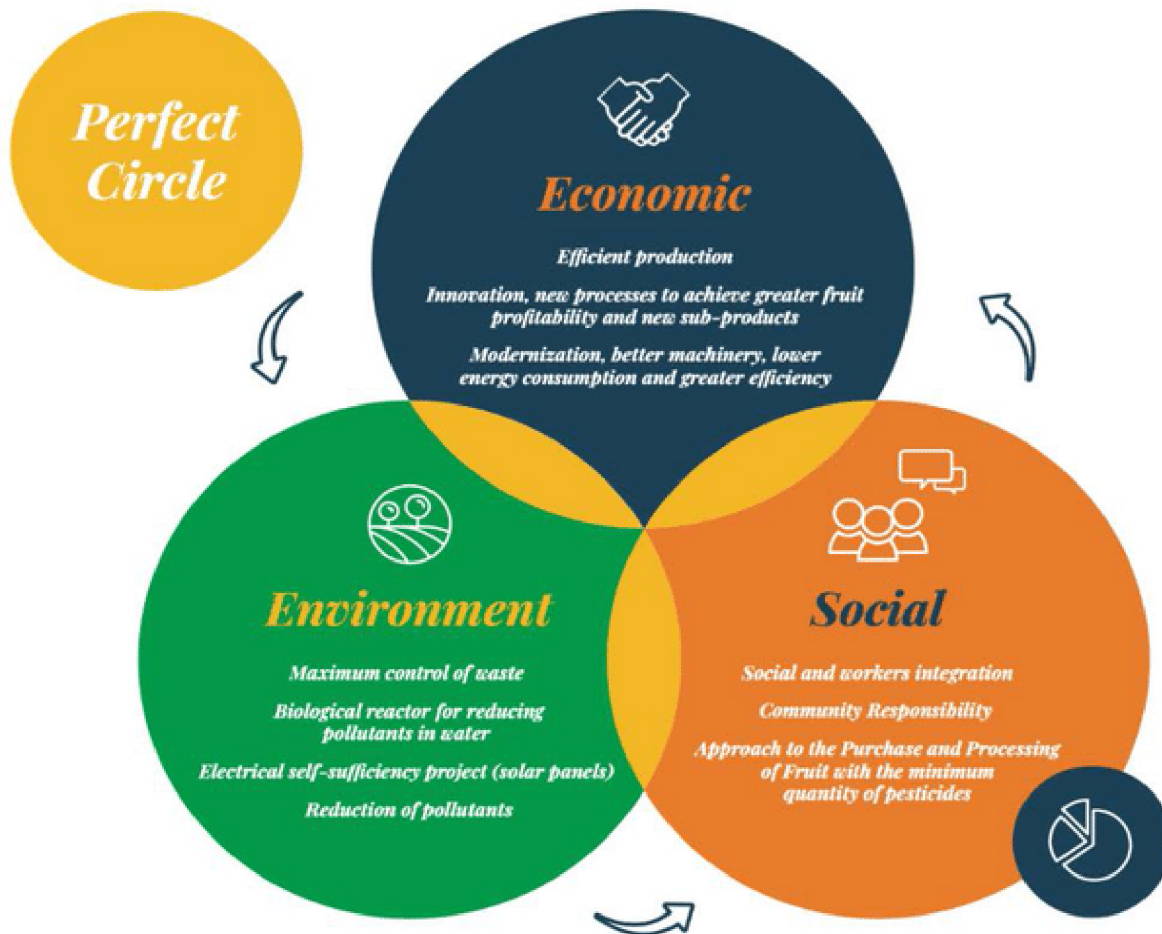 Perfect
Circle
Economic
Efficient production
Innovation, new processes to achieve greater fruit
profitability and new sub-products
Modernization, better machinery, lower
energy consumption and greater efficiency
Environment
Maximum control of waste
Biological reactor for reducing
pollutants in water
Electrical self-sufficiency project (solar panels)
Reduction of pollutants
Social
Social and workers integration
Community Responsibility
Approach to the Purchase and Processing
of Fruit with the minimum
quantity of pesticides